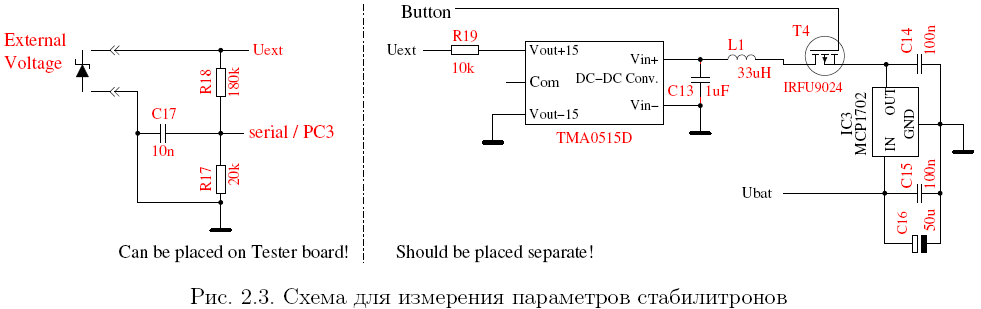 External
Voltage
Uext
R18
180k
C17
10n
serial / PC3
R17
20k
Can be placed on Tester board!
Button
Uext
R19
10k
Vout+15
Com
Vout−15
Vin+
DC−DC Conv.
Vin−
TMA0515D
C13
1uF
L1
33uH
T4
IRFU9024
C14
100n
IC3
MCP1702
OUT
GND
IN
Ubat
C15
100n
C16
50u
Should be placed separate!
Рис. 2.3. Схема для измерения параметров стабилитронов